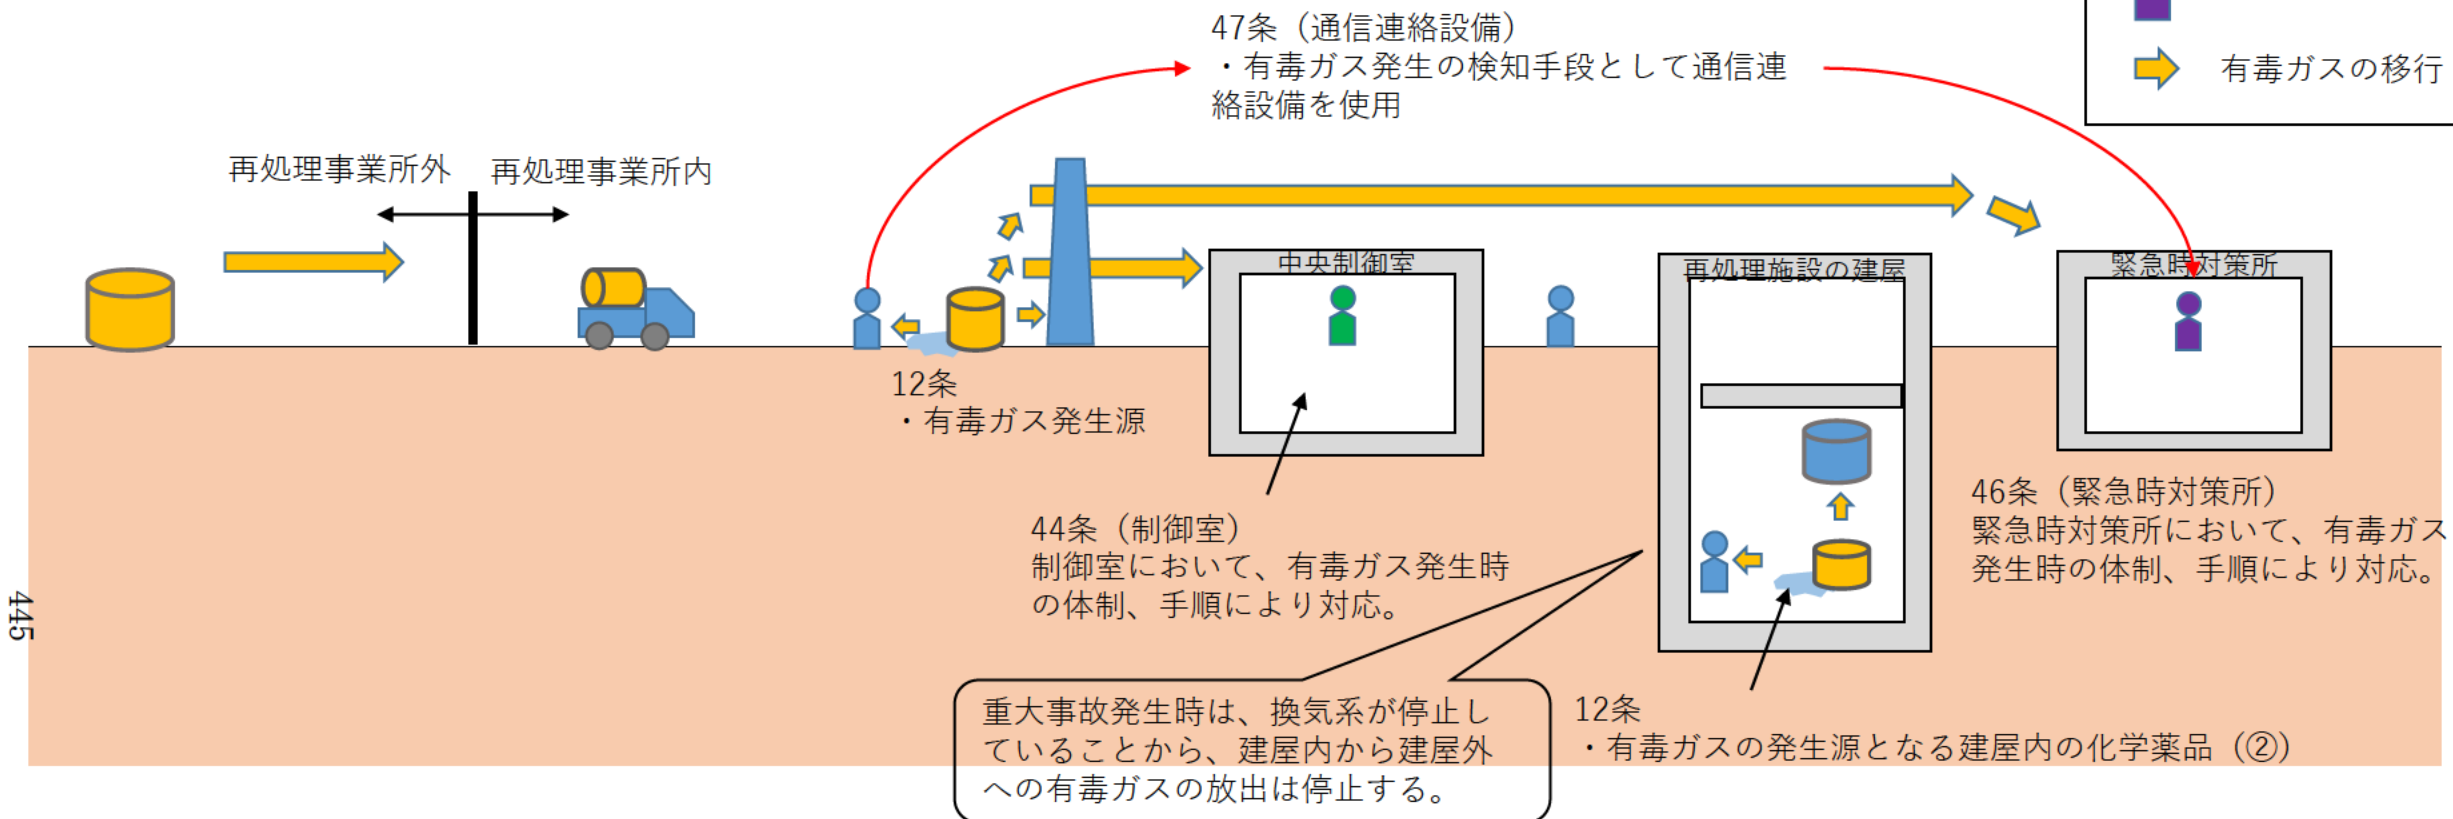 47条（通信連絡設備）
・有毒ガス発生の検知手段として通信連
絡設備を使用
有毒ガスの移行
再処理事業所外
再処理事業所内
中央制御室
再処理施設の建屋
緊急時対策所
12条
・有毒ガス発生源
44条（制御室）
制御室において、有毒ガス発生時
の体制、手順により対応。
46条（緊急時対策所）
緊急時対策所において、有毒ガス
発生時の体制、手順により対応。
重大事故発生時は、換気系が停止し
ていることから、建屋内から建屋外
への有毒ガスの放出は停止する。
12条
・有毒ガスの発生源となる建屋内の化学薬品（②）
445